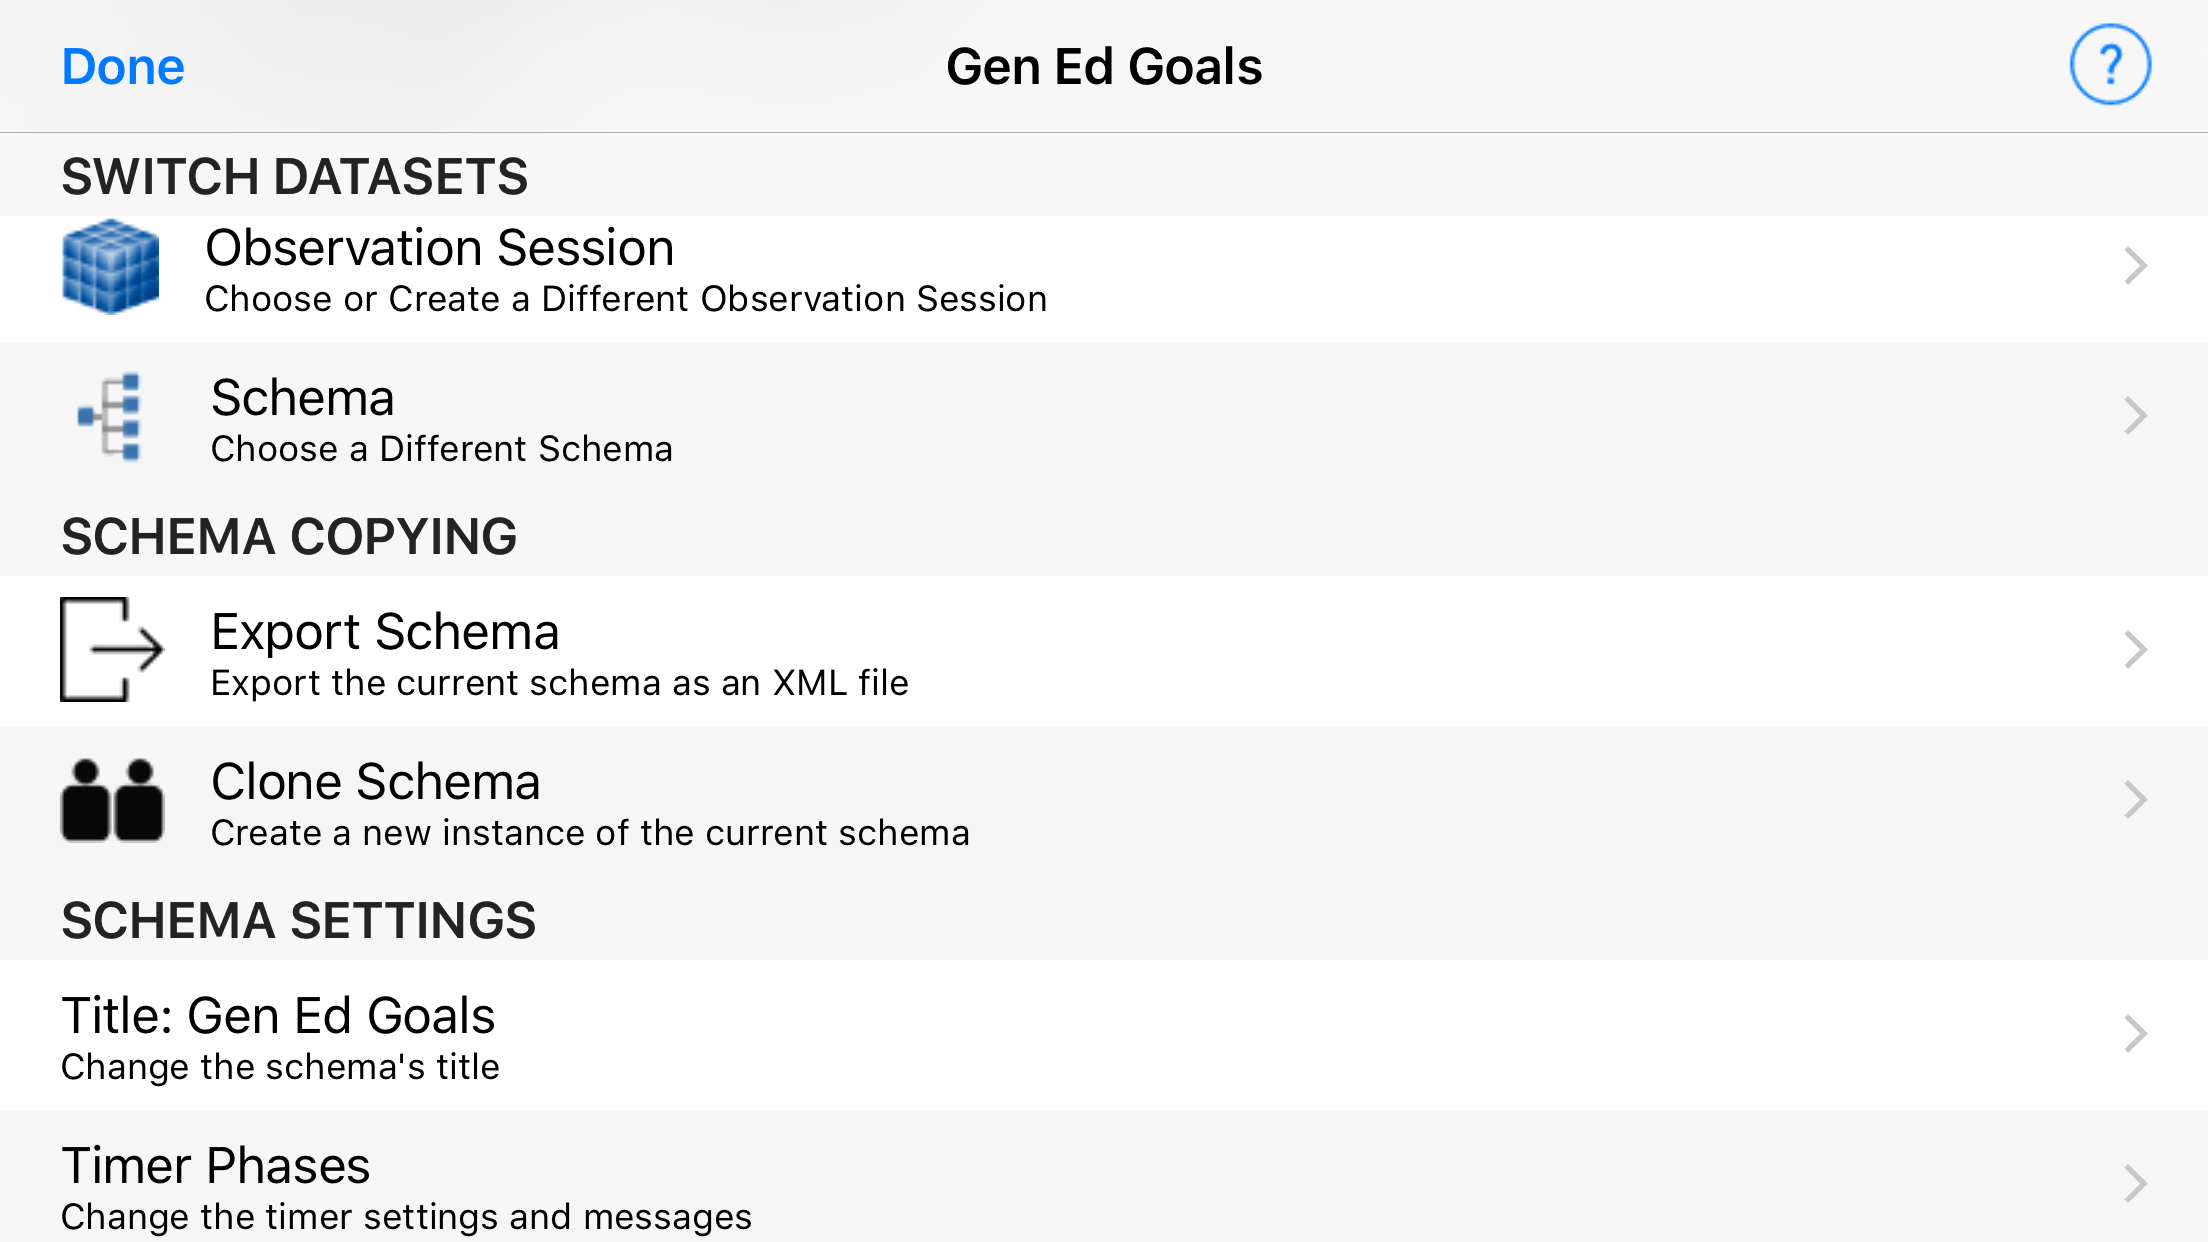 Done
Gen Ed Goals
?
SWITCH DATASETS
Observation Session
Choose or Create a Different Observation Session
Schema
Choose a Different Schema
SCHEMA COPYING
Export Schema
Export the current schema as an XML file
Clone Schema
Create a new instance of the current schema
SCHEMA SETTINGS
Title: Gen Ed Goals
Change the schema's title
Timer Phases
Change the timer settings and messages